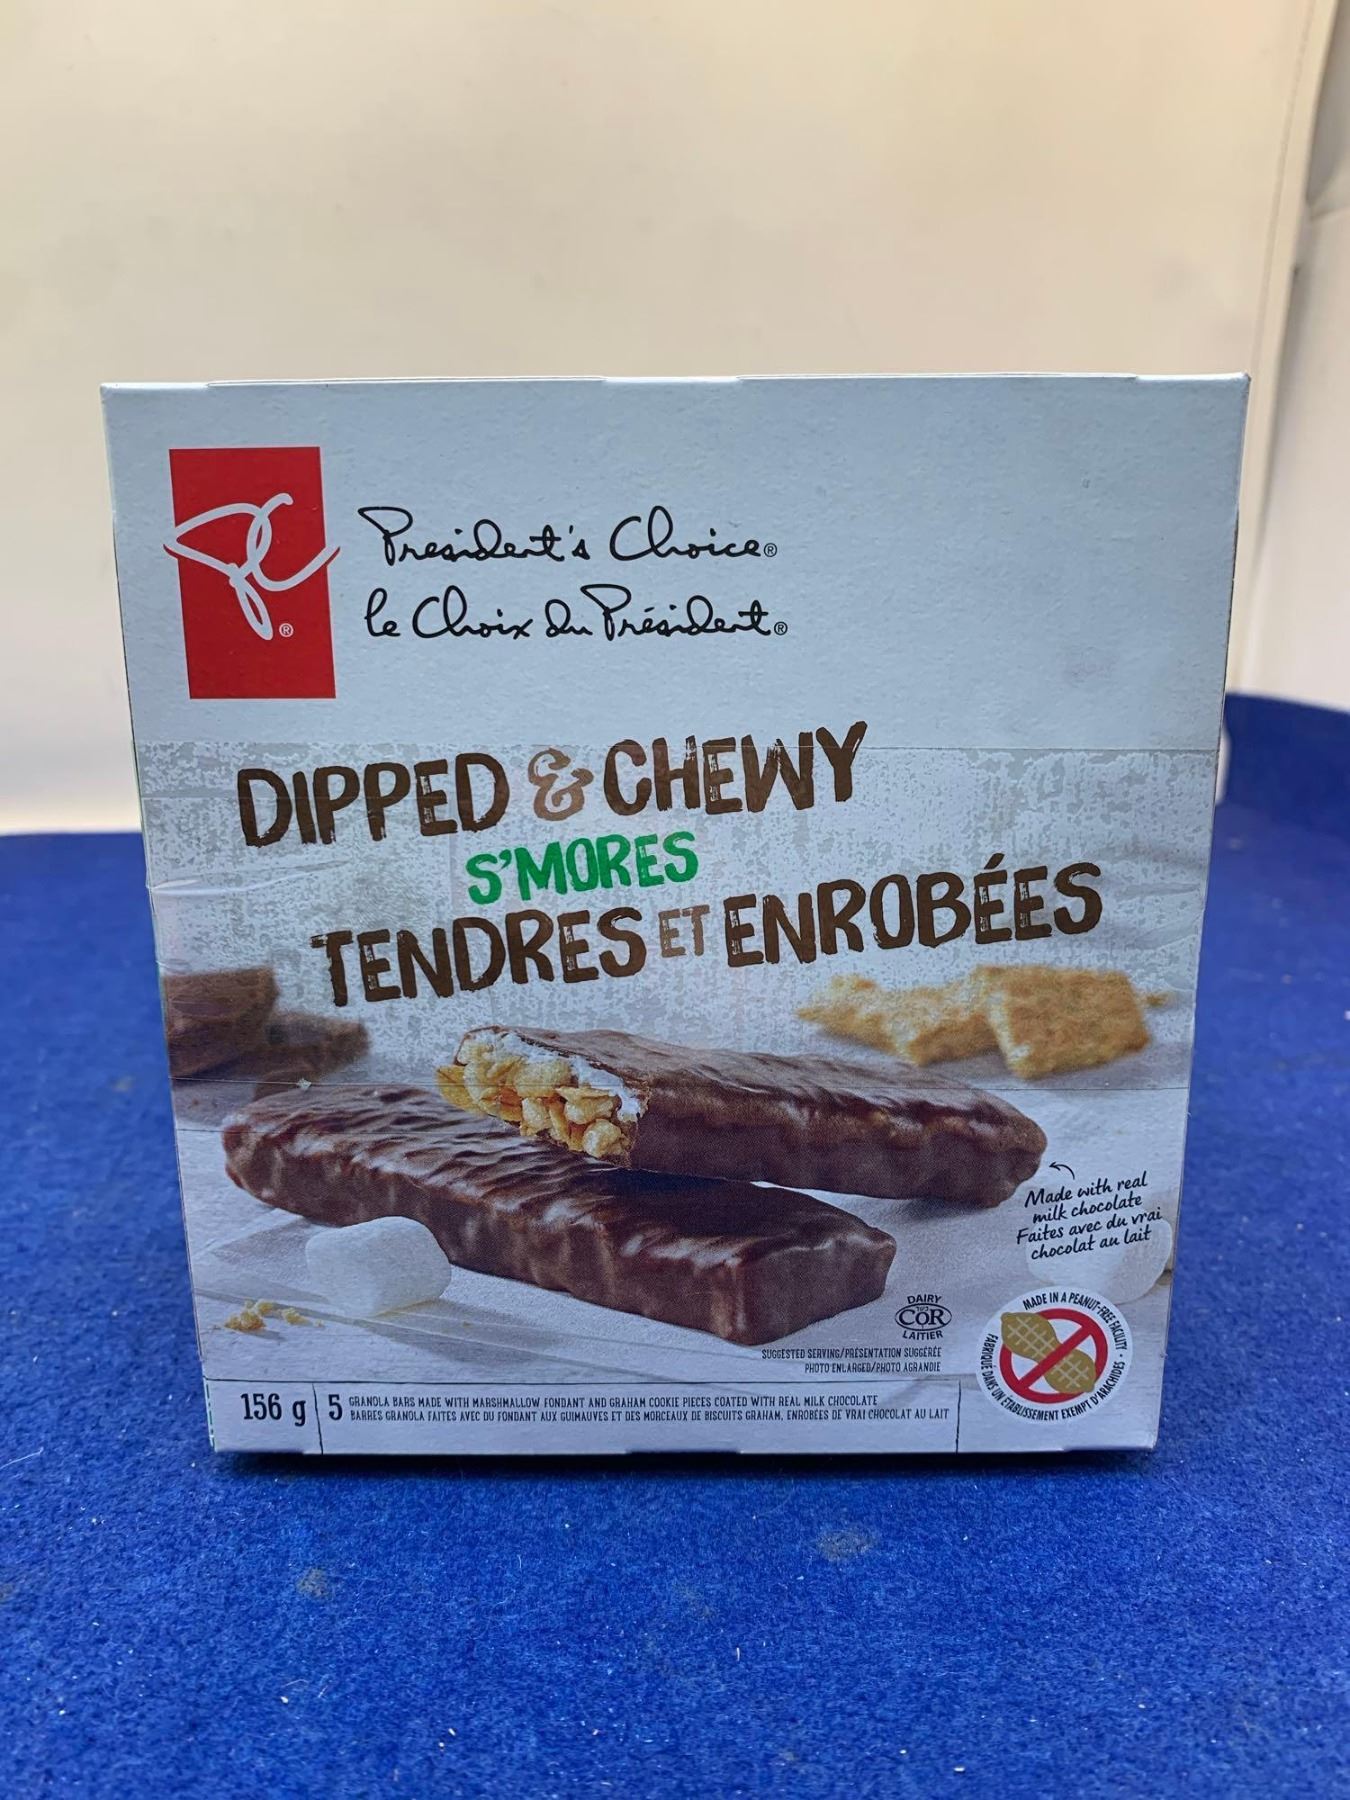 PC®
President's Choice®
le Choix du Président®
DIPPED & CHEWY
S'MORES
TENDRES ET ENROBÉES
Made with real
milk chocolate
Faites avec du vrai
chocolat au lait
DAIRY
COR
LAITIER
SUGGESTED SERVING/PRÉSENTATION SUGGÉRÉE
PHOTO ENLARGED/PHOTO AGRANDIE
MADE IN A PEANUT-FREE FACILITY •
FABRIQUÉ DANS UN ÉTABLISSEMENT EXEMPT D'ARACHIDES •
156 g
5 GRANOLA BARS MADE WITH MARSHMALLOW FONDANT AND GRAHAM COOKIE PIECES COATED WITH REAL MILK CHOCOLATE
BARRES GRANOLA FAITES AVEC DU FONDANT AUX GUIMAUVES ET DES MORCEAUX DE BISCUITS GRAHAM, ENROBÉES DE VRAI CHOCOLAT AU LAIT